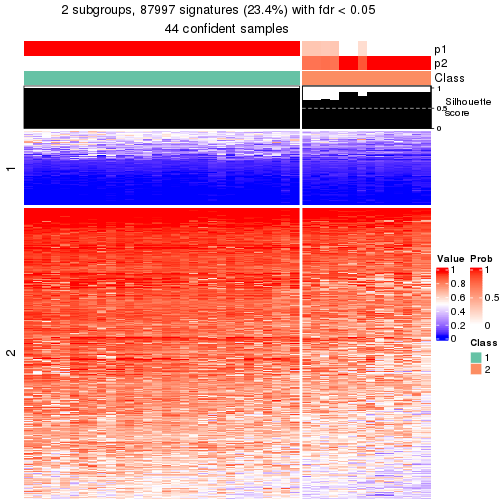 2 subgroups, 87997 signatures (23.4%) with fdr < 0.05
44 confident samples
p1
p2
Class
1
0.5
0
Silhouette
score
1
2
Value
1
0.8
0.6
0.4
0.2
0
Prob
1
0.5
0
Class
1
2